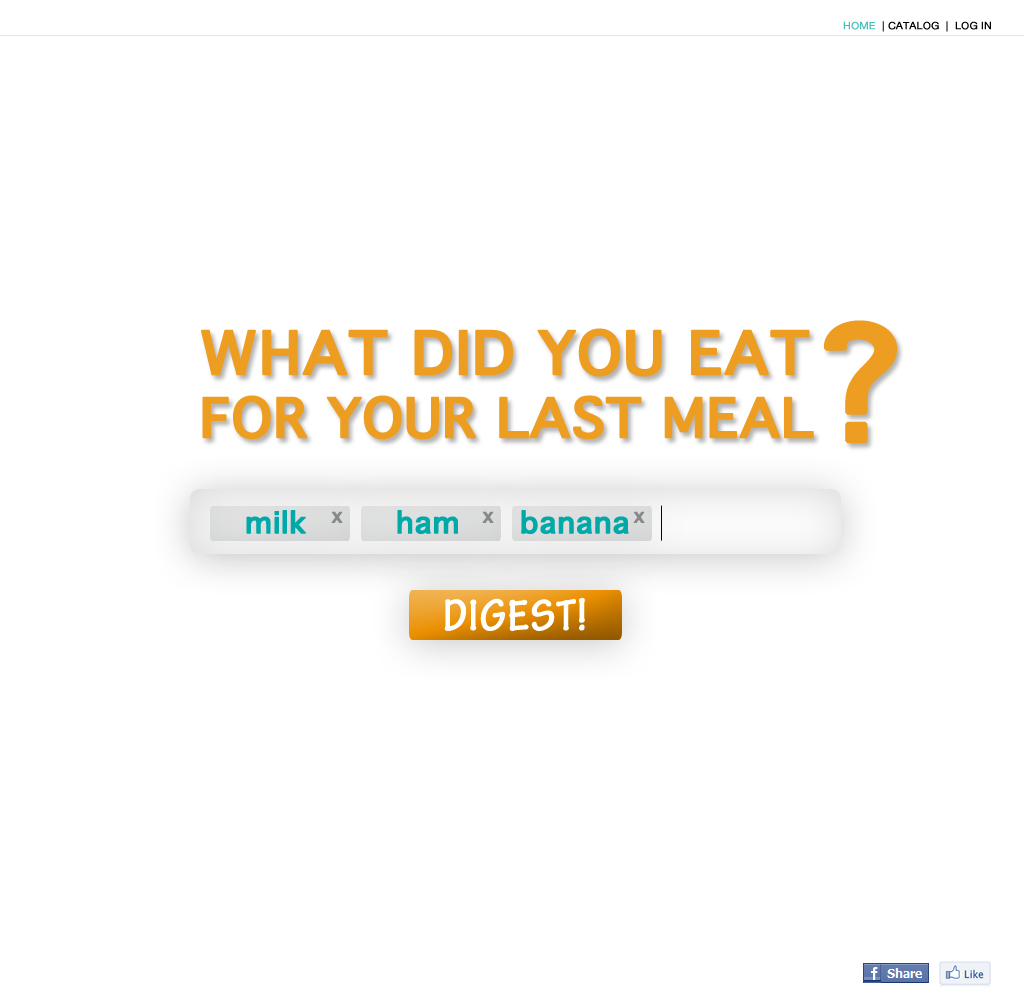 HOME | CATALOG | LOG IN
WHAT DID YOU EAT?
FOR YOUR LAST MEAL
milk x ham x banana x
DIGEST!
f Share Like